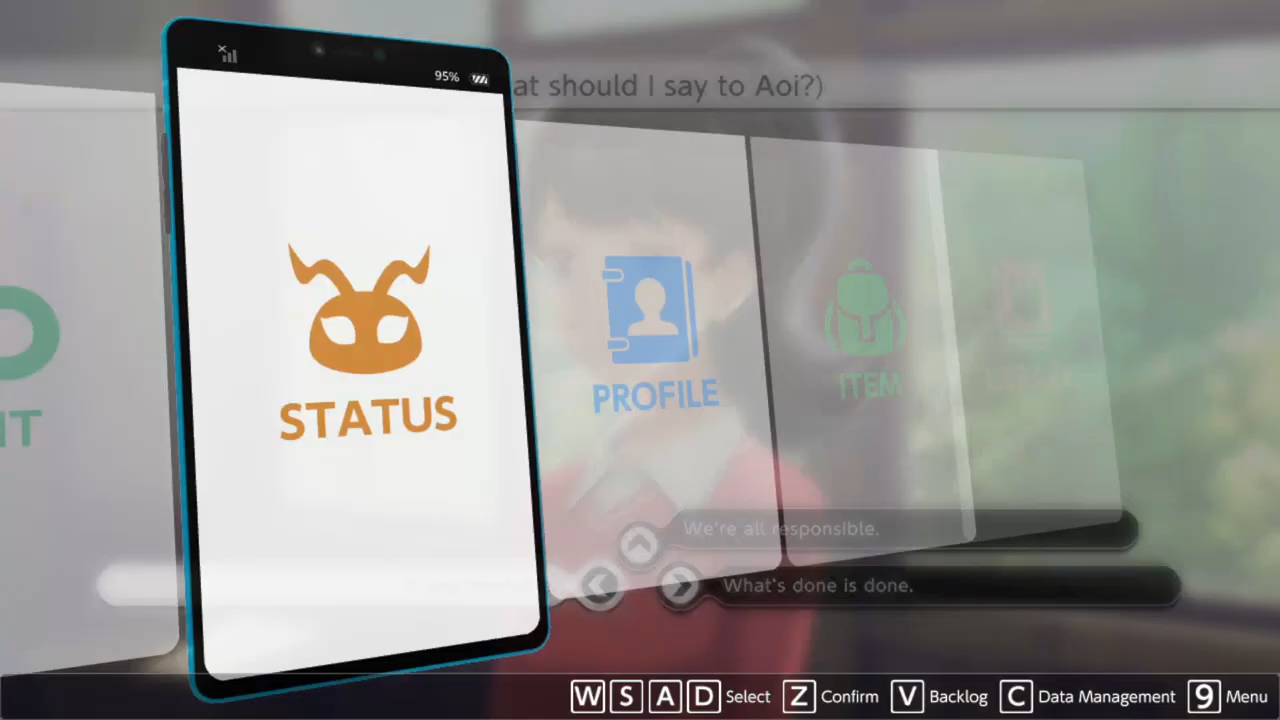 95%
at should I say to Aoi?)
IT
STATUS
PROFILE
ITEM
We're all responsible.
What's done is done.
W S A D Select Z Confirm V Backlog C Data Management 9 Menu